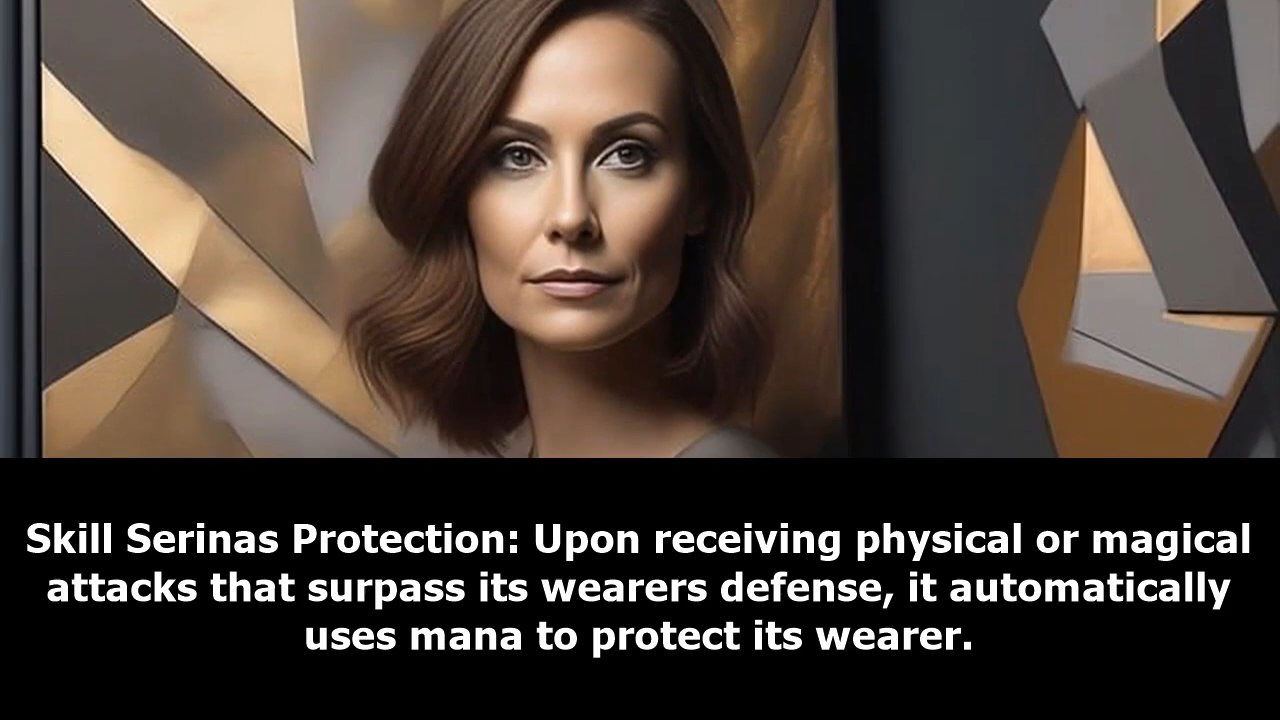 Skill Serinas Protection: Upon receiving physical or magical
attacks that surpass its wearers defense, it automatically
uses mana to protect its wearer.